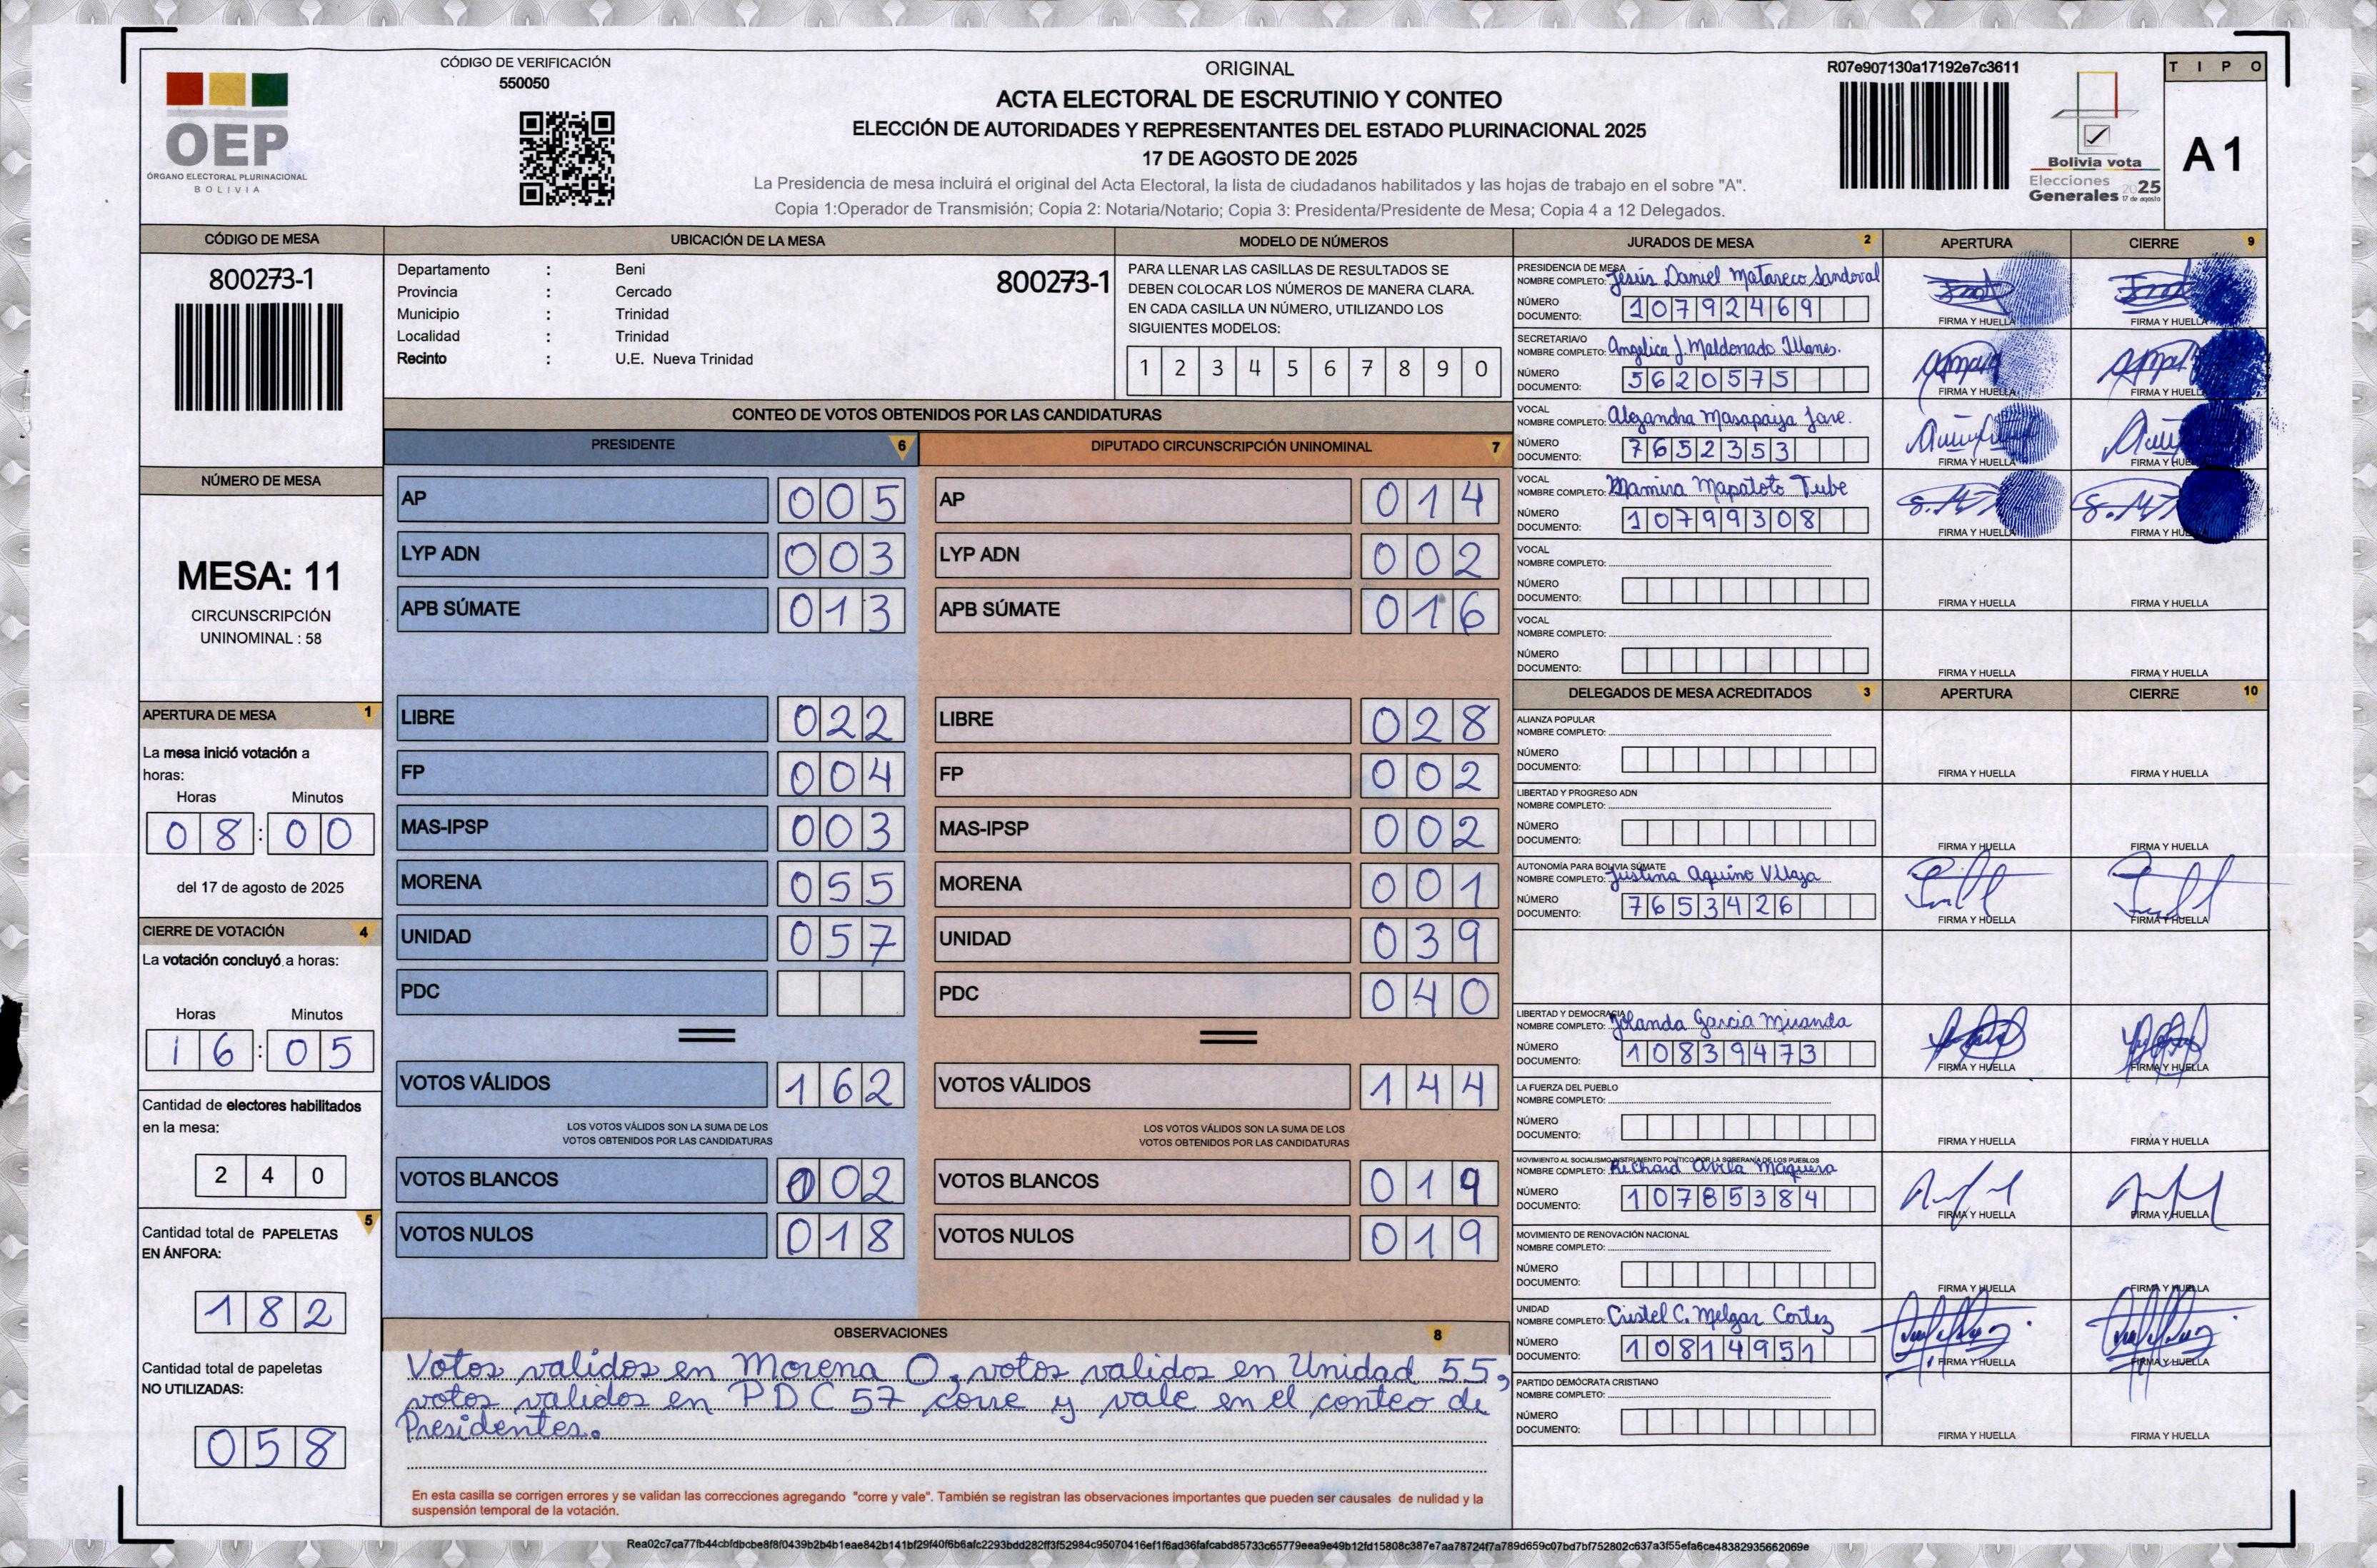 CÓDIGO DE VERIFICACIÓN
550050
OEP
ÓRGANO ELECTORAL PLURINACIONAL
BOLIVIA
ORIGINAL
ACTA ELECTORAL DE ESCRUTINIO Y CONTEO
ELECCIÓN DE AUTORIDADES Y REPRESENTANTES DEL ESTADO PLURINACIONAL 2025
17 DE AGOSTO DE 2025
La Presidencia de mesa incluirá el original del Acta Electoral, la lista de ciudadanos habilitados y las hojas de trabajo en el sobre "A".
Copia 1:Operador de Transmisión; Copia 2: Notaria/Notario; Copia 3: Presidenta/Presidente de Mesa; Copia 4 a 12 Delegados.
R07e907130a17192e7c3611
Bolivia vota
Elecciones
Generales 2025
17 de agosto
TIPO
A 1
CÓDIGO DE MESA
800273-1
NÚMERO DE MESA
MESA: 11
CIRCUNSCRIPCIÓN
UNINOMINAL : 58
APERTURA DE MESA 1
La mesa inició votación a
horas:
Horas Minutos
08:00
del 17 de agosto de 2025
CIERRE DE VOTACIÓN 4
La votación concluyó a horas:
Horas Minutos
16:05
Cantidad de electores habilitados
en la mesa:
240
5
Cantidad total de PAPELETAS
EN ÁNFORA:
182
Cantidad total de papeletas
NO UTILIZADAS:
058
UBICACIÓN DE LA MESA
Departamento : Beni 800273-1
Provincia : Cercado
Municipio : Trinidad
Localidad : Trinidad
Recinto : U.E. Nueva Trinidad
MODELO DE NÚMEROS
PARA LLENAR LAS CASILLAS DE RESULTADOS SE
DEBEN COLOCAR LOS NÚMEROS DE MANERA CLARA.
EN CADA CASILLA UN NÚMERO, UTILIZANDO LOS
SIGUIENTES MODELOS:
1 2 3 4 5 6 7 8 9 0
CONTEO DE VOTOS OBTENIDOS POR LAS CANDIDATURAS
PRESIDENTE 6 DIPUTADO CIRCUNSCRIPCIÓN UNINOMINAL 7
AP 005 AP 014
LYP ADN 003 LYP ADN 002
APB SÚMATE 013 APB SÚMATE 016
LIBRE 022 LIBRE 028
FP 004 FP 002
MAS-IPSP 003 MAS-IPSP 002
MORENA 055 MORENA 001
UNIDAD 057 UNIDAD 039
PDC PDC 040
VOTOS VÁLIDOS 162 VOTOS VÁLIDOS 144
LOS VOTOS VÁLIDOS SON LA SUMA DE LOS LOS VOTOS VÁLIDOS SON LA SUMA DE LOS
VOTOS OBTENIDOS POR LAS CANDIDATURAS VOTOS OBTENIDOS POR LAS CANDIDATURAS
VOTOS BLANCOS 002 VOTOS BLANCOS 019
VOTOS NULOS 018 VOTOS NULOS 019
OBSERVACIONES 8
Votos validos en Morena 0, votos validos en Unidad 55,
votos validos en PDC 57 corre y vale en el conteo de
Presidentes.
En esta casilla se corrigen errores y se validan las correcciones agregando "corre y vale". También se registran las observaciones importantes que pueden ser causales de nulidad y la
suspensión temporal de la votación.
JURADOS DE MESA 2 APERTURA CIERRE 9
PRESIDENCIA DE MESA
NOMBRE COMPLETO: Jesús Daniel Matareco Sandoval
NÚMERO
DOCUMENTO: 10792469 FIRMA Y HUELLA FIRMA Y HUELLA
SECRETARIA/O
NOMBRE COMPLETO: Angelica J. Maldonado Illanes.
NÚMERO
DOCUMENTO: 5620575 FIRMA Y HUELLA FIRMA Y HUELLA
VOCAL
NOMBRE COMPLETO: Alejandra Masapaija Jare.
NÚMERO
DOCUMENTO: 7652353 FIRMA Y HUELLA FIRMA Y HUELLA
VOCAL
NOMBRE COMPLETO: Mamira Mapatoto Tube
NÚMERO
DOCUMENTO: 10799308 FIRMA Y HUELLA FIRMA Y HUELLA
VOCAL
NOMBRE COMPLETO:
NÚMERO
DOCUMENTO: FIRMA Y HUELLA FIRMA Y HUELLA
VOCAL
NOMBRE COMPLETO:
NÚMERO
DOCUMENTO: FIRMA Y HUELLA FIRMA Y HUELLA
DELEGADOS DE MESA ACREDITADOS 3 APERTURA CIERRE 10
ALIANZA POPULAR
NOMBRE COMPLETO:
NÚMERO
DOCUMENTO: FIRMA Y HUELLA FIRMA Y HUELLA
LIBERTAD Y PROGRESO ADN
NOMBRE COMPLETO:
NÚMERO
DOCUMENTO: FIRMA Y HUELLA FIRMA Y HUELLA
AUTONOMÍA PARA BOLIVIA SÚMATE
NOMBRE COMPLETO: Justina Aquino Vllaja
NÚMERO
DOCUMENTO: 7653426 FIRMA Y HUELLA FIRMA Y HUELLA
LIBERTAD Y DEMOCRACIA
NOMBRE COMPLETO: Yolanda Garcia Miranda
NÚMERO
DOCUMENTO: 10839473 FIRMA Y HUELLA FIRMA Y HUELLA
LA FUERZA DEL PUEBLO
NOMBRE COMPLETO:
NÚMERO
DOCUMENTO: FIRMA Y HUELLA FIRMA Y HUELLA
MOVIMIENTO AL SOCIALISMO INSTRUMENTO POLÍTICO POR LA SOBERANÍA DE LOS PUEBLOS
NOMBRE COMPLETO: Richard Avila Maquera
NÚMERO
DOCUMENTO: 10785384 FIRMA Y HUELLA FIRMA Y HUELLA
MOVIMIENTO DE RENOVACIÓN NACIONAL
NOMBRE COMPLETO:
NÚMERO
DOCUMENTO: FIRMA Y HUELLA FIRMA Y HUELLA
UNIDAD
NOMBRE COMPLETO: Cristel C. Melgar Cortez
NÚMERO
DOCUMENTO: 10814951 FIRMA Y HUELLA FIRMA Y HUELLA
PARTIDO DEMÓCRATA CRISTIANO
NOMBRE COMPLETO:
NÚMERO
DOCUMENTO: FIRMA Y HUELLA FIRMA Y HUELLA